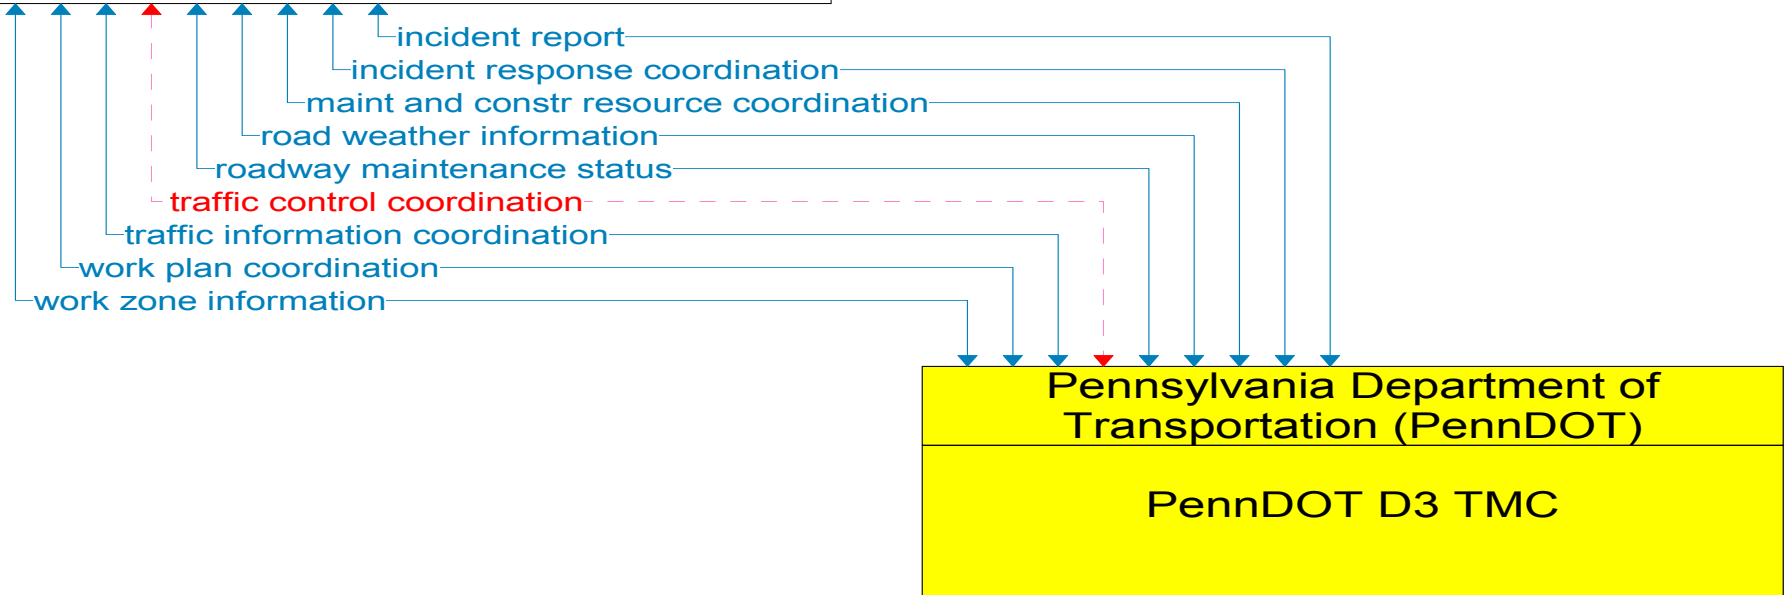 incident report
incident response coordination
maint and constr resource coordination
road weather information
roadway maintenance status
traffic control coordination
traffic information coordination
work plan coordination
work zone information
Pennsylvania Department of
Transportation (PennDOT)
PennDOT D3 TMC